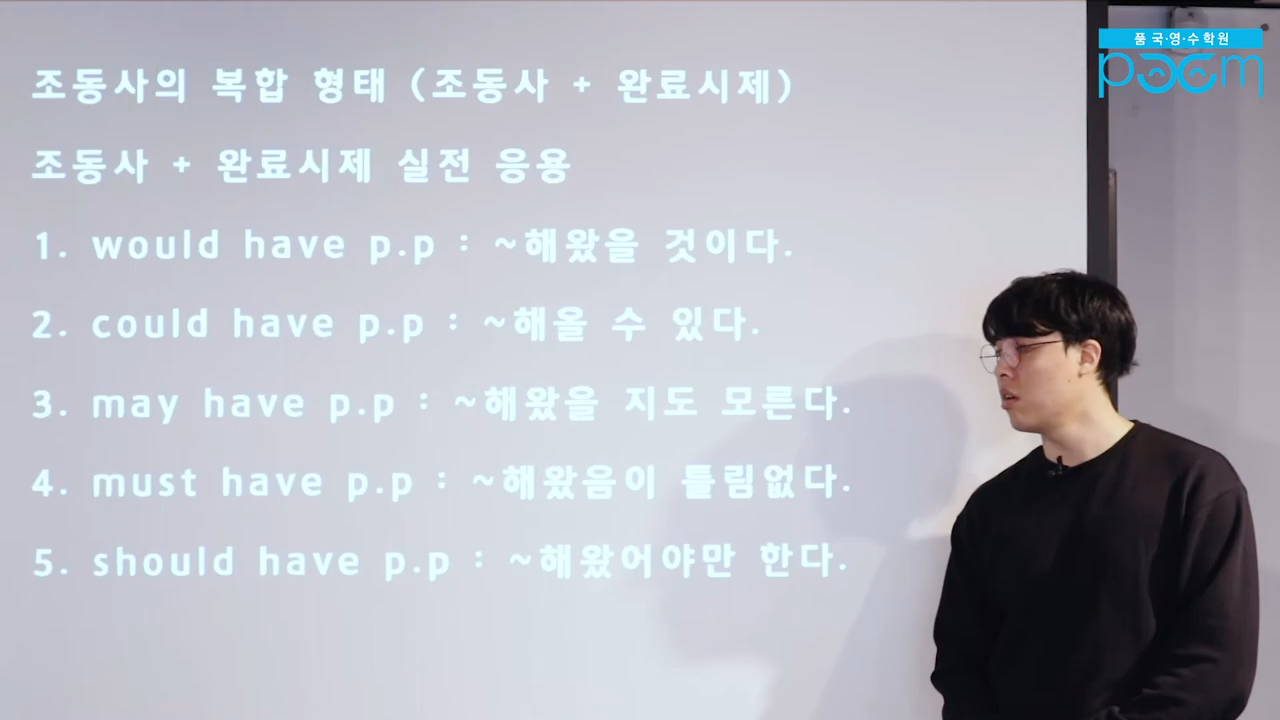 조동사의 복합 형태 (조동사 + 완료시제)
조동사 + 완료시제 실전 응용
1. would have p.p : ~해왔을 것이다.
2. could have p.p : ~해올 수 있다.
3. may have p.p : ~해왔을 지도 모른다.
4. must have p.p : ~해왔음이 틀림없다.
5. should have p.p : ~해왔어야만 한다.
품 국·영·수 학원
poem